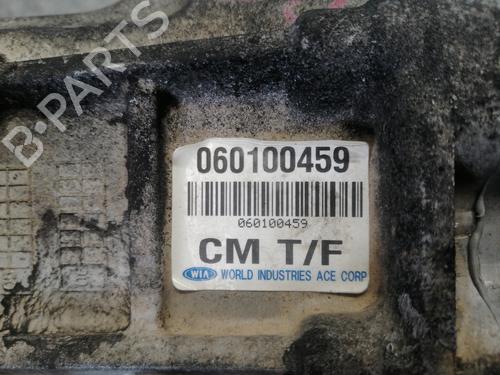 B-PARTS
060100459
060100459
CM T/F
WIA WORLD INDUSTRIES ACE CORP